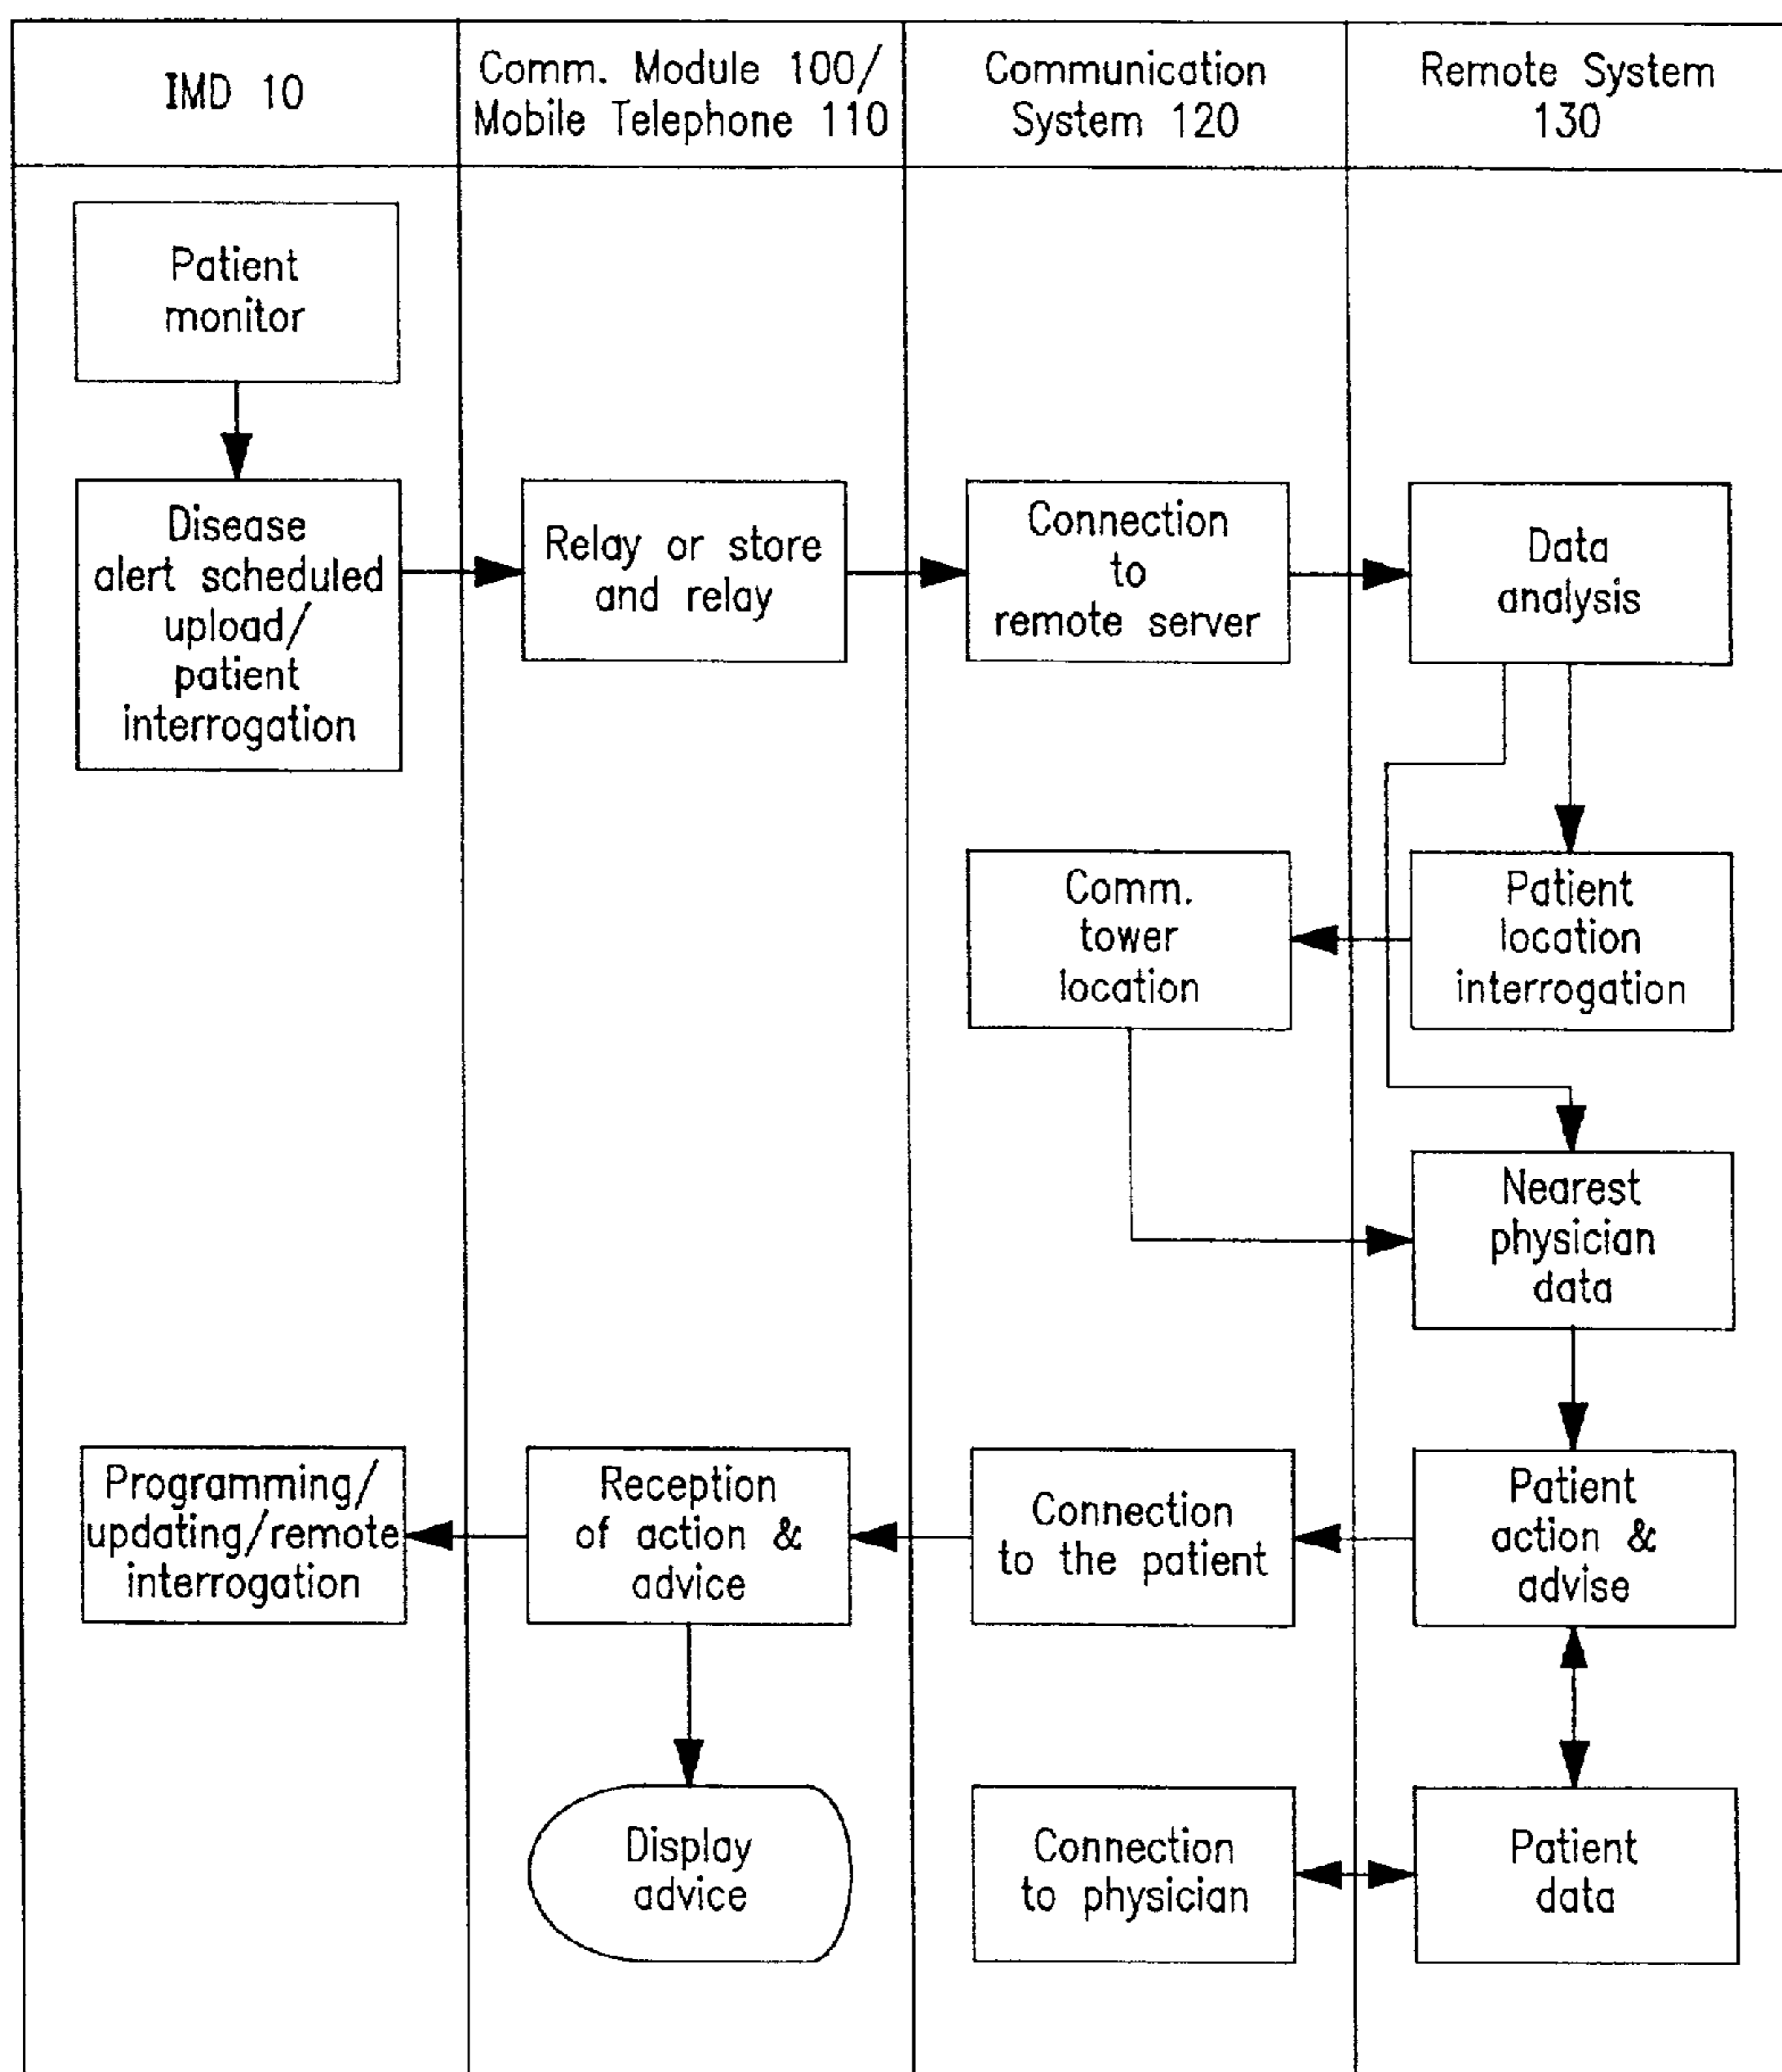 IMD 10
Comm. Module 100/
Mobile Telephone 110
Communication
System 120
Remote System
130
Patient
monitor
Disease
alert scheduled
upload/
patient
interrogation
Relay or store
and relay
Connection
to
remote server
Data
analysis
Comm.
tower
location
Patient
location
interrogation
Nearest
physician
data
Programming/
updating/remote
interrogation
Reception
of action &
advice
Connection
to the patient
Patient
action &
advise
Display
advice
Connection
to physician
Patient
data